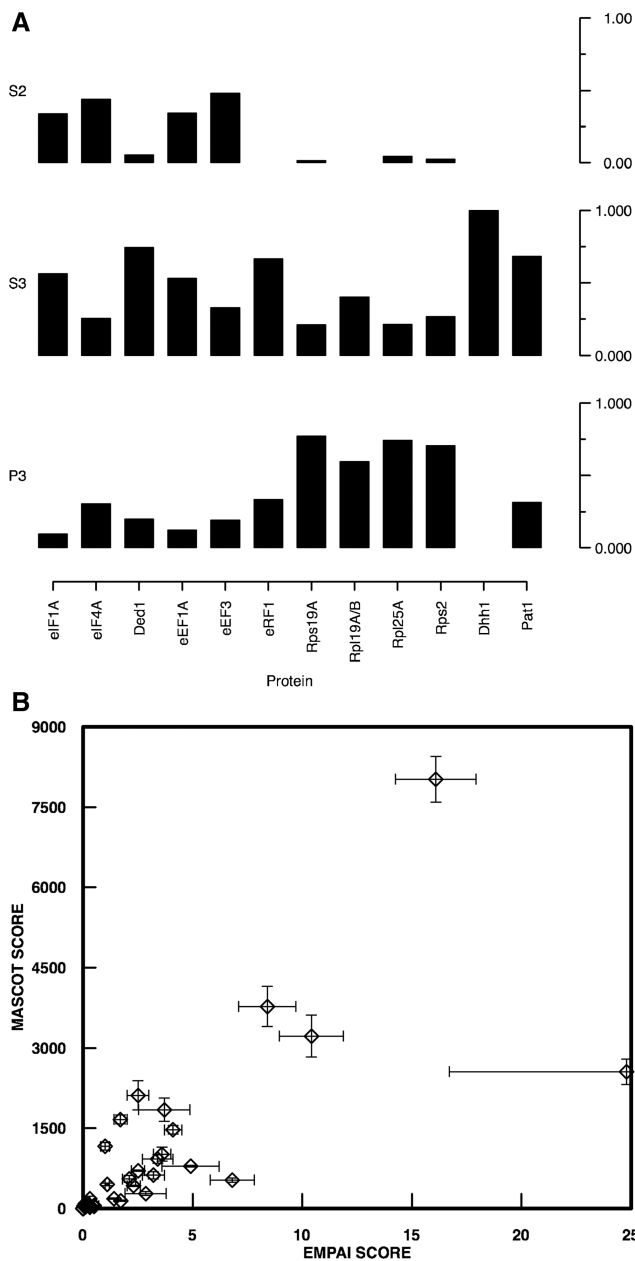 A
1.00
S2
0.00
1.000
S3
0.000
1.000
P3
0.000
eIF1A
eIF4A
Ded1
eEF1A
eEF3
eRF1
Rps19A
Rpl19A/B
Rpl25A
Rps2
Dhh1
Pat1
Protein
B
9000
7500
6000
4500
3000
1500
0
MASCOT SCORE
0 5 10 15 20 25
EMPAI SCORE